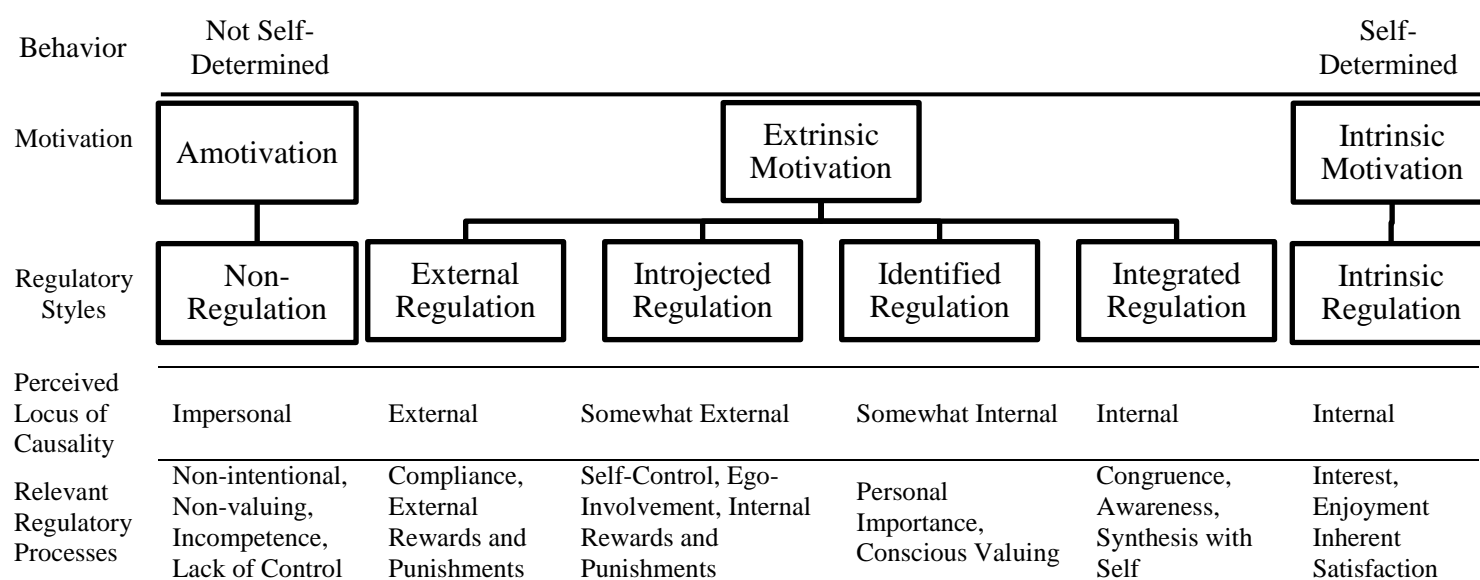 Behavior
Not Self-
Determined
Self-
Determined
Motivation
Amotivation
Extrinsic
Motivation
Intrinsic
Motivation
Regulatory
Styles
Non-
Regulation
External
Regulation
Introjected
Regulation
Identified
Regulation
Integrated
Regulation
Intrinsic
Regulation
Perceived
Locus of
Causality
Impersonal
External
Somewhat External
Somewhat Internal
Internal
Internal
Relevant
Regulatory
Processes
Non-intentional,
Non-valuing,
Incompetence,
Lack of Control
Compliance,
External
Rewards and
Punishments
Self-Control, Ego-
Involvement, Internal
Rewards and
Punishments
Personal
Importance,
Conscious Valuing
Congruence,
Awareness,
Synthesis with
Self
Interest,
Enjoyment
Inherent
Satisfaction